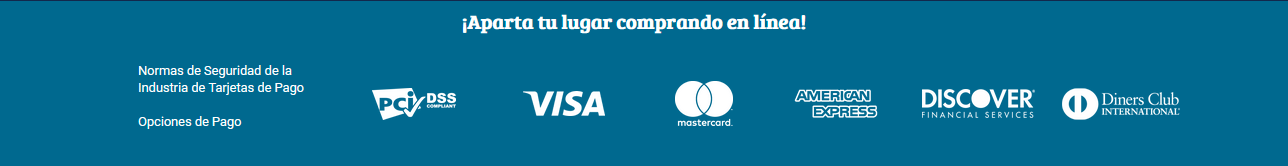 ¡Aparta tu lugar comprando en línea!
Normas de Seguridad de la
Industria de Tarjetas de Pago
Opciones de Pago
PCI DSS
COMPLIANT
VISA
mastercard.
AMERICAN
EXPRESS
DISCOVER
FINANCIAL SERVICES
Diners Club
INTERNATIONAL